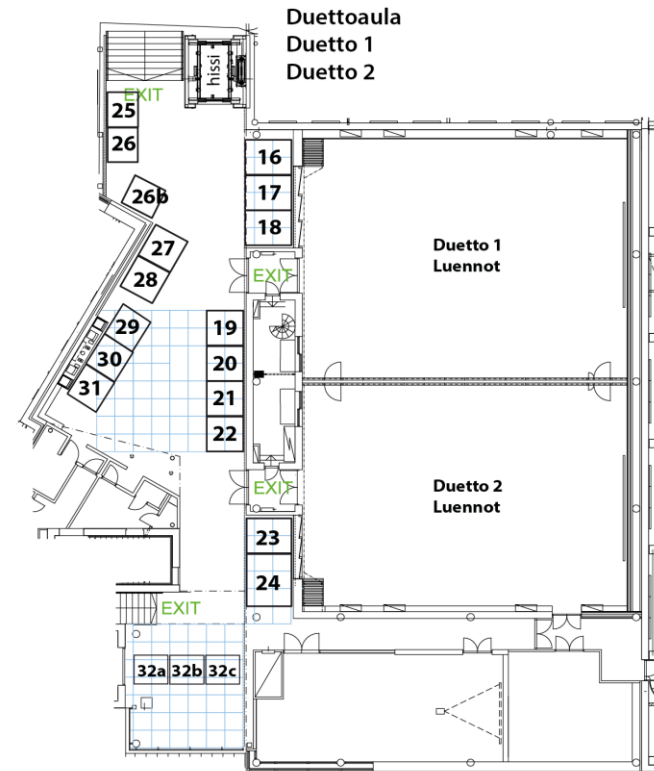 Duettoaula
Duetto 1
Duetto 2
hissi
EXIT
25
26
26b
16
17
18
27
28
EXIT
Duetto 1
Luennot
29
30
31
19
20
21
22
EXIT
Duetto 2
Luennot
23
24
EXIT
32a 32b 32c